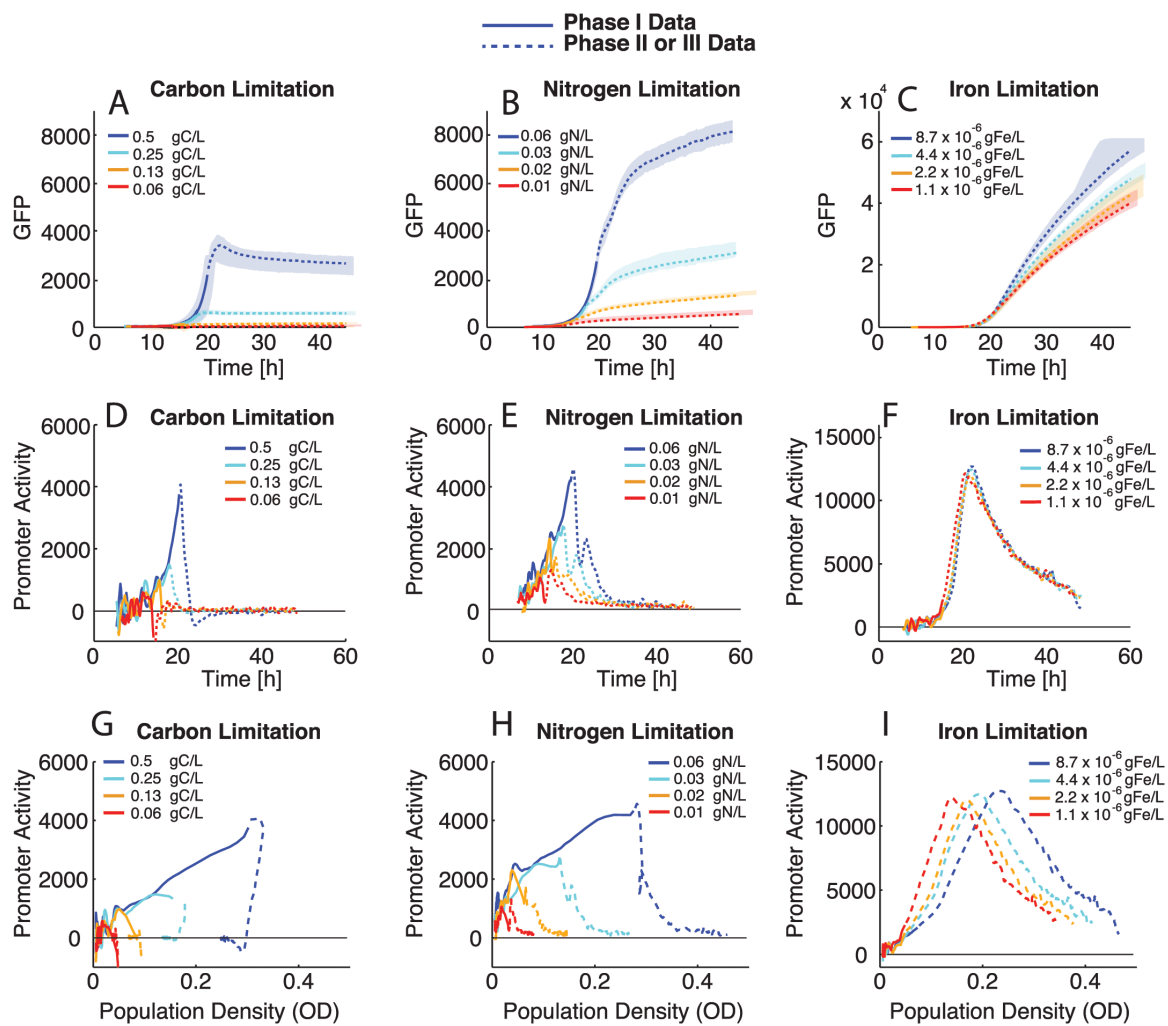 Phase I Data
Phase II or III Data
A Carbon Limitation
GFP
8000
6000
4000
2000
0
0.5 gC/L
0.25 gC/L
0.13 gC/L
0.06 gC/L
0 10 20 30 40
Time [h]
B Nitrogen Limitation
GFP
8000
6000
4000
2000
0
0.06 gN/L
0.03 gN/L
0.02 gN/L
0.01 gN/L
0 10 20 30 40
Time [h]
C Iron Limitation
x 10^4
GFP
6
4
2
0
8.7 x 10^-6 gFe/L
4.4 x 10^-6 gFe/L
2.2 x 10^-6 gFe/L
1.1 x 10^-6 gFe/L
0 10 20 30 40
Time [h]
D Carbon Limitation
Promoter Activity
6000
4000
2000
0
0.5 gC/L
0.25 gC/L
0.13 gC/L
0.06 gC/L
0 20 40 60
Time [h]
E Nitrogen Limitation
Promoter Activity
6000
4000
2000
0
0.06 gN/L
0.03 gN/L
0.02 gN/L
0.01 gN/L
0 20 40 60
Time [h]
F Iron Limitation
Promoter Activity
15000
10000
5000
0
8.7 x 10^-6 gFe/L
4.4 x 10^-6 gFe/L
2.2 x 10^-6 gFe/L
1.1 x 10^-6 gFe/L
0 20 40 60
Time [h]
G Carbon Limitation
Promoter Activity
6000
4000
2000
0
0.5 gC/L
0.25 gC/L
0.13 gC/L
0.06 gC/L
0 0.2 0.4
Population Density (OD)
H Nitrogen Limitation
Promoter Activity
6000
4000
2000
0
0.06 gN/L
0.03 gN/L
0.02 gN/L
0.01 gN/L
0 0.2 0.4
Population Density (OD)
I Iron Limitation
Promoter Activity
15000
10000
5000
0
8.7 x 10^-6 gFe/L
4.4 x 10^-6 gFe/L
2.2 x 10^-6 gFe/L
1.1 x 10^-6 gFe/L
0 0.2 0.4
Population Density (OD)